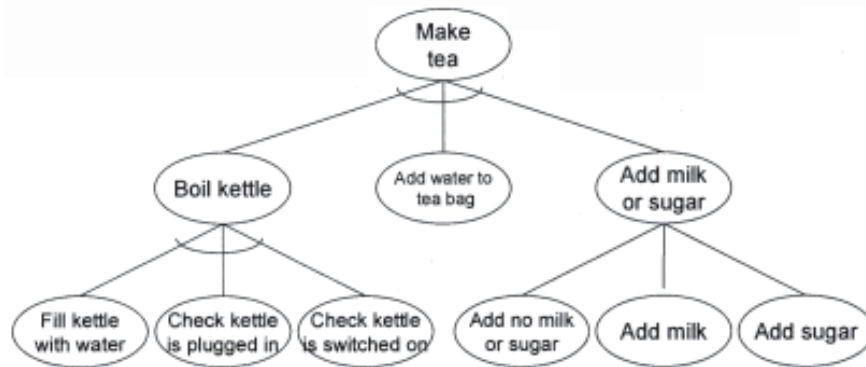 Make
tea
Boil kettle
Add water to
tea bag
Add milk
or sugar
Fill kettle
with water
Check kettle
is plugged in
Check kettle
is switched on
Add no milk
or sugar
Add milk
Add sugar